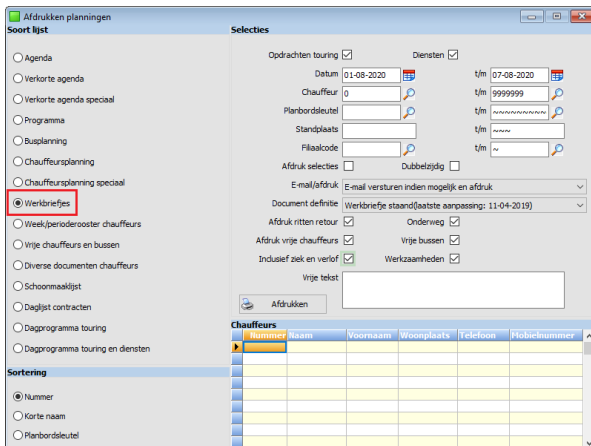 Afdrukken planningen
Soort lijst
Agenda
Verkorte agenda
Verkorte agenda speciaal
Programma
Busplanning
Chauffeursplanning
Chauffeursplanning speciaal
Werkbriefjes
Week/perioderooster chauffeurs
Vrije chauffeurs en bussen
Diverse documenten chauffeurs
Schoonmaaklijst
Daglijst contracten
Dagprogramma touring
Dagprogramma touring en diensten
Sortering
Nummer
Korte naam
Planbordsleutel
Selecties
Opdrachten touring Diensten
Datum 01-08-2020 t/m 07-08-2020
Chauffeur 0 t/m 9999999
Planbordsleutel t/m ~~~~~~~~~
Standplaats t/m ~~~
Filiaalcode t/m ~
Afdruk selecties Dubbelzijdig
E-mail/afdruk E-mail versturen indien mogelijk en afdruk
Document definitie Werkbriefje staand(laatste aanpassing: 11-04-2019)
Afdruk ritten retour Onderweg
Afdruk vrije chauffeurs Vrije bussen
Inclusief ziek en verlof Werkzaamheden
Vrije tekst
Afdrukken
Chauffeurs
Nummer Naam Voornaam Woonplaats Telefoon Mobielnummer